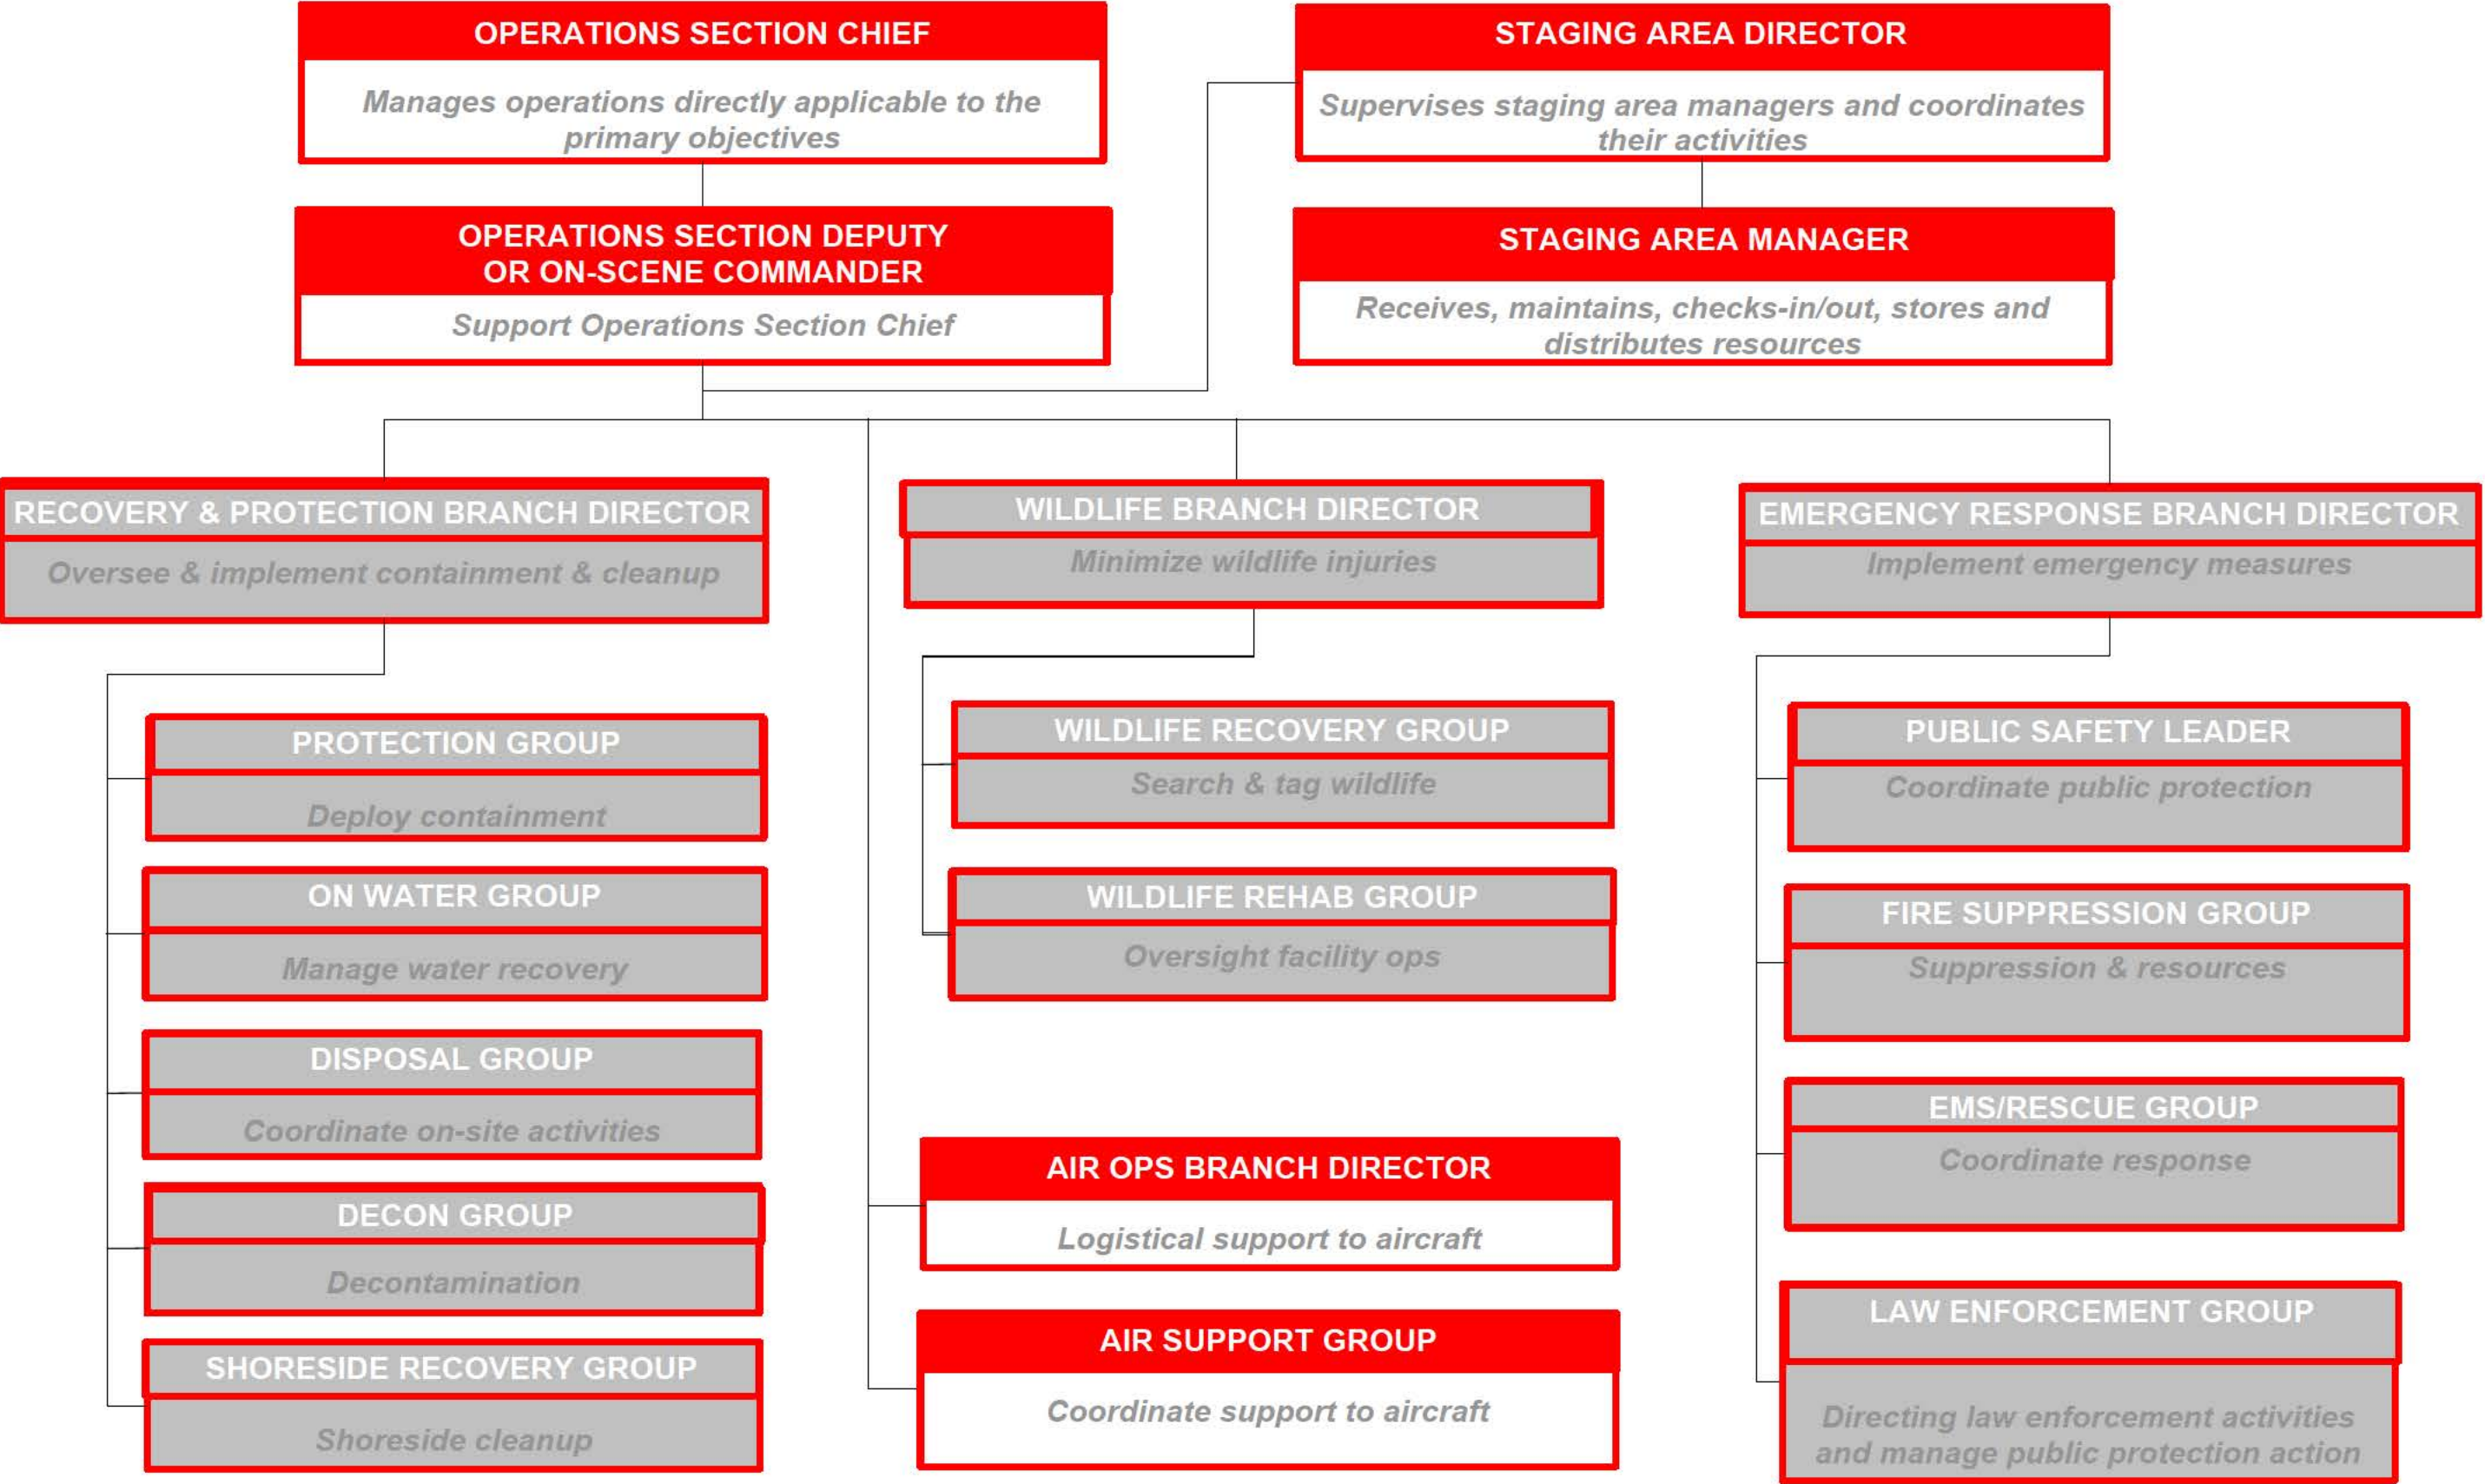 OPERATIONS SECTION CHIEF
Manages operations directly applicable to the
primary objectives
STAGING AREA DIRECTOR
Supervises staging area managers and coordinates
their activities
OPERATIONS SECTION DEPUTY
OR ON-SCENE COMMANDER
Support Operations Section Chief
STAGING AREA MANAGER
Receives, maintains, checks-in/out, stores and
distributes resources
RECOVERY & PROTECTION BRANCH DIRECTOR
Oversee & implement containment & cleanup
PROTECTION GROUP
Deploy containment
ON WATER GROUP
Manage water recovery
DISPOSAL GROUP
Coordinate on-site activities
DECON GROUP
Decontamination
SHORESIDE RECOVERY GROUP
Shoreside cleanup
WILDLIFE BRANCH DIRECTOR
Minimize wildlife injuries
WILDLIFE RECOVERY GROUP
Search & tag wildlife
WILDLIFE REHAB GROUP
Oversight facility ops
AIR OPS BRANCH DIRECTOR
Logistical support to aircraft
AIR SUPPORT GROUP
Coordinate support to aircraft
EMERGENCY RESPONSE BRANCH DIRECTOR
Implement emergency measures
PUBLIC SAFETY LEADER
Coordinate public protection
FIRE SUPPRESSION GROUP
Suppression & resources
EMS/RESCUE GROUP
Coordinate response
LAW ENFORCEMENT GROUP
Directing law enforcement activities
and manage public protection action